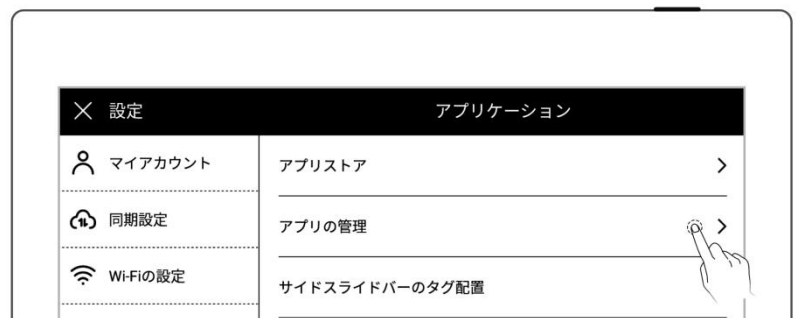 設定
アプリケーション
マイアカウント
同期設定
Wi-Fiの設定
アプリストア
アプリの管理
サイドスライドバーのタグ配置